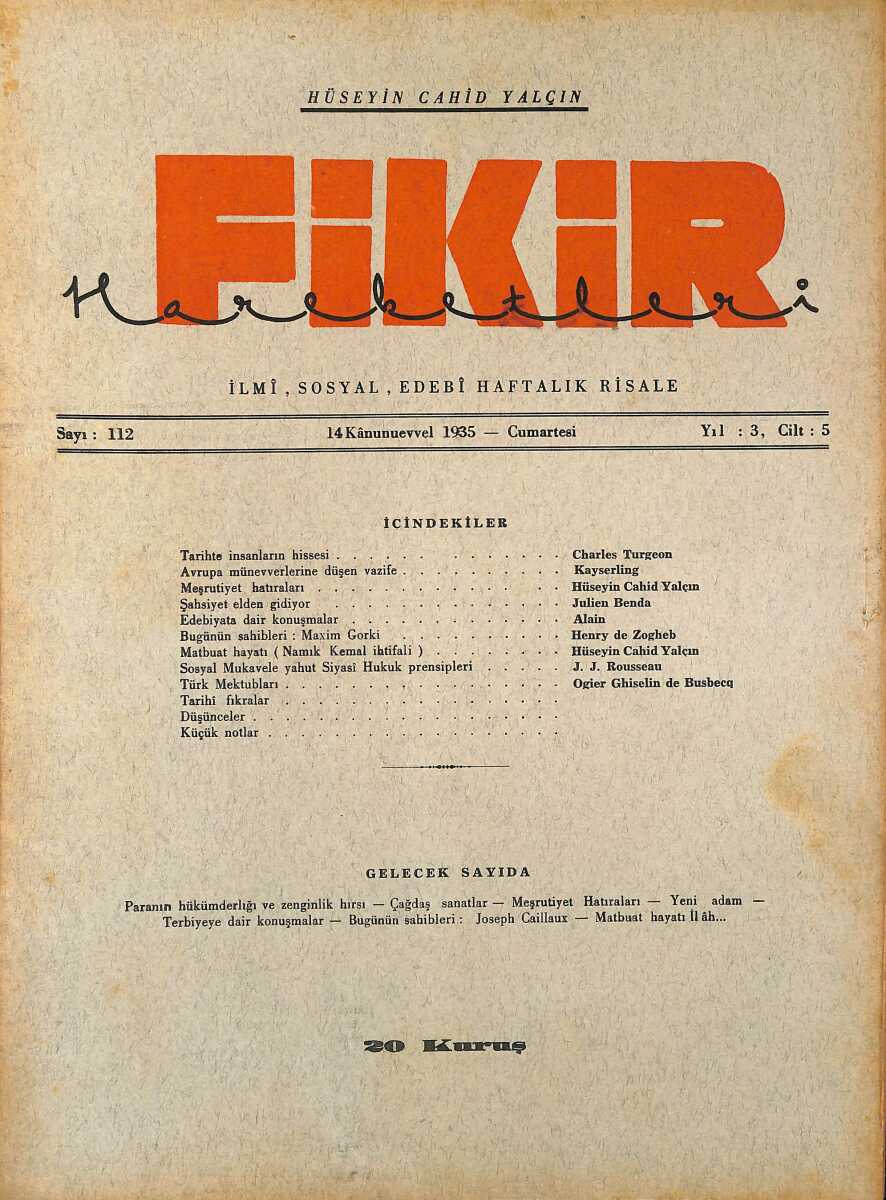 HÜSEYİN CAHİD YALÇIN
FİKİR
Hareketleri
İLMÎ , SOSYAL , EDEBÎ HAFTALIK RİSALE
Sayı : 112 14 Kânunuevvel 1935 — Cumartesi Yıl : 3, Cilt : 5
İCİNDEKİLER
Tarihte insanların hissesi . . . . . . . . . . . . . Charles Turgeon
Avrupa münevverlerine düşen vazife . . . . . . . . . . Kayserling
Meşrutiyet hatıraları . . . . . . . . . . . . . . Hüseyin Cahid Yalçın
Şahsiyet elden gidiyor . . . . . . . . . . . . . . Julien Benda
Edebiyata dair konuşmalar . . . . . . . . . . . . . Alain
Bugünün sahibleri : Maxim Gorki . . . . . . . . . . Henry de Zogheb
Matbuat hayatı ( Namık Kemal ihtifali ) . . . . . . . . Hüseyin Cahid Yalçın
Sosyal Mukavele yahut Siyasî Hukuk prensipleri . . . . . J. J. Rousseau
Türk Mektubları . . . . . . . . . . . . . . . . . Ogier Ghiselin de Busbecq
Tarihî fıkralar . . . . . . . . . . . . . . . . .
Düşünceler . . . . . . . . . . . . . . . . . . .
Küçük notlar . . . . . . . . . . . . . . . . . .
GELECEK SAYIDA
Paranın hükümderlığı ve zenginlik hırsı — Çağdaş sanatlar — Meşrutiyet Hatıraları — Yeni adam —
Terbiyeye dair konuşmalar — Bugünün sahibleri : Joseph Caillaux — Matbuat hayatı İlâh...
20 Kuruş